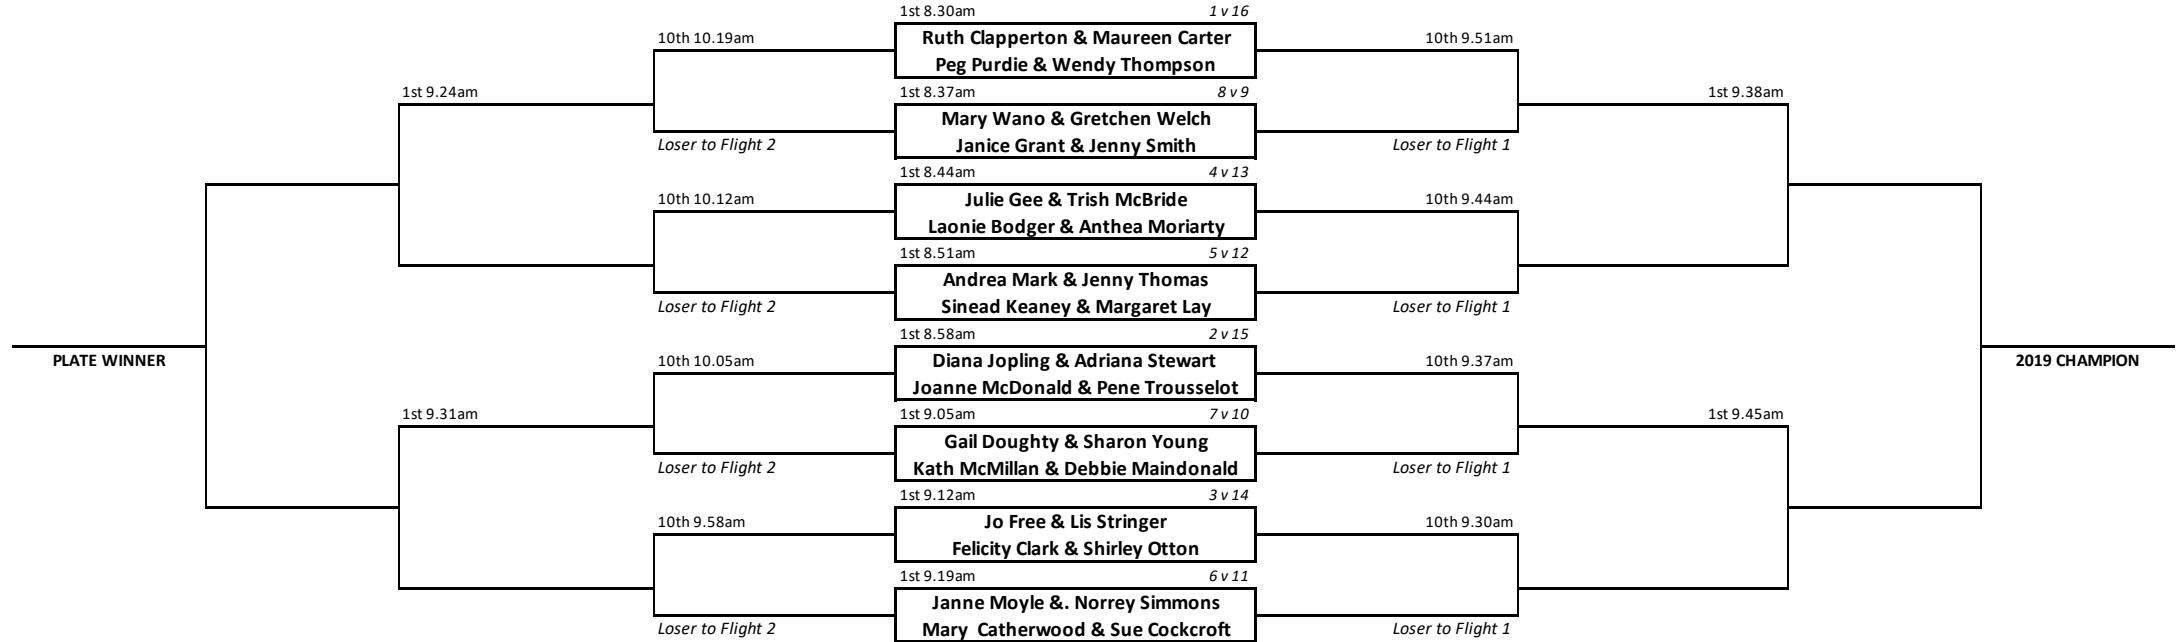 1st 8.30am 1 v 16
10th 10.19am Ruth Clapperton & Maureen Carter 10th 9.51am
Peg Purdie & Wendy Thompson
1st 9.24am 1st 8.37am 8 v 9 1st 9.38am
Mary Wano & Gretchen Welch
Loser to Flight 2 Janice Grant & Jenny Smith Loser to Flight 1
1st 8.44am 4 v 13
10th 10.12am Julie Gee & Trish McBride 10th 9.44am
Laonie Bodger & Anthea Moriarty
1st 8.51am 5 v 12
Andrea Mark & Jenny Thomas
Loser to Flight 2 Sinead Keaney & Margaret Lay Loser to Flight 1
1st 8.58am 2 v 15
PLATE WINNER 10th 10.05am Diana Jopling & Adriana Stewart 10th 9.37am 2019 CHAMPION
Joanne McDonald & Pene Trousselot
1st 9.31am 1st 9.05am 7 v 10 1st 9.45am
Gail Doughty & Sharon Young
Loser to Flight 2 Kath McMillan & Debbie Maindonald Loser to Flight 1
1st 9.12am 3 v 14
10th 9.58am Jo Free & Lis Stringer 10th 9.30am
Felicity Clark & Shirley Otton
1st 9.19am 6 v 11
Janne Moyle &. Norrey Simmons
Loser to Flight 2 Mary  Catherwood & Sue Cockcroft Loser to Flight 1